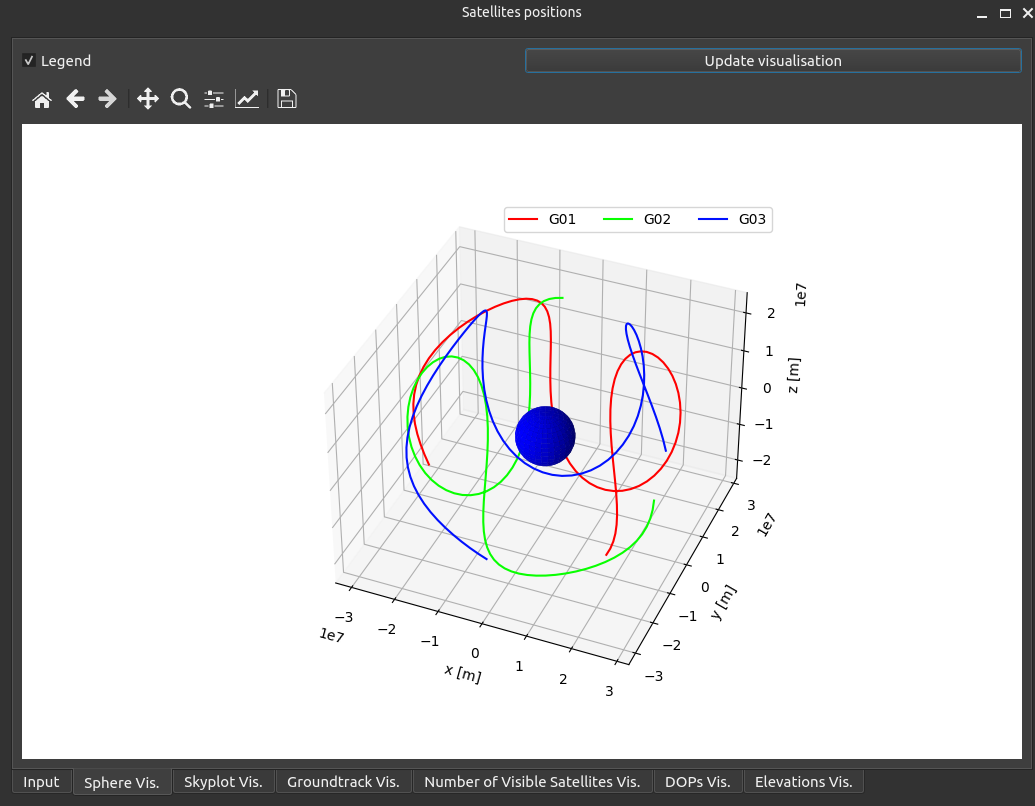 Satellites positions
Legend
Update visualisation
G01 G02 G03
1e7
2
1
0
−1
−2
z [m]
3
2
1
0
−1
−2
−3
1e7
y [m]
−3
−2
−1
0
1
2
3
1e7
x [m]
Input Sphere Vis. Skyplot Vis. Groundtrack Vis. Number of Visible Satellites Vis. DOPs Vis. Elevations Vis.